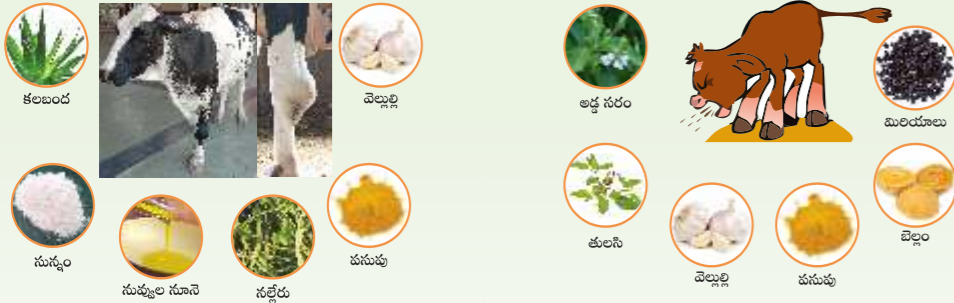 కలబంద
వెల్లుల్లి
సున్నం
నువ్వుల నూనె
నల్లేరు
పసుపు
అడ్డ సరం
మిరియాలు
తులసి
వెల్లుల్లి
పసుపు
బెల్లం